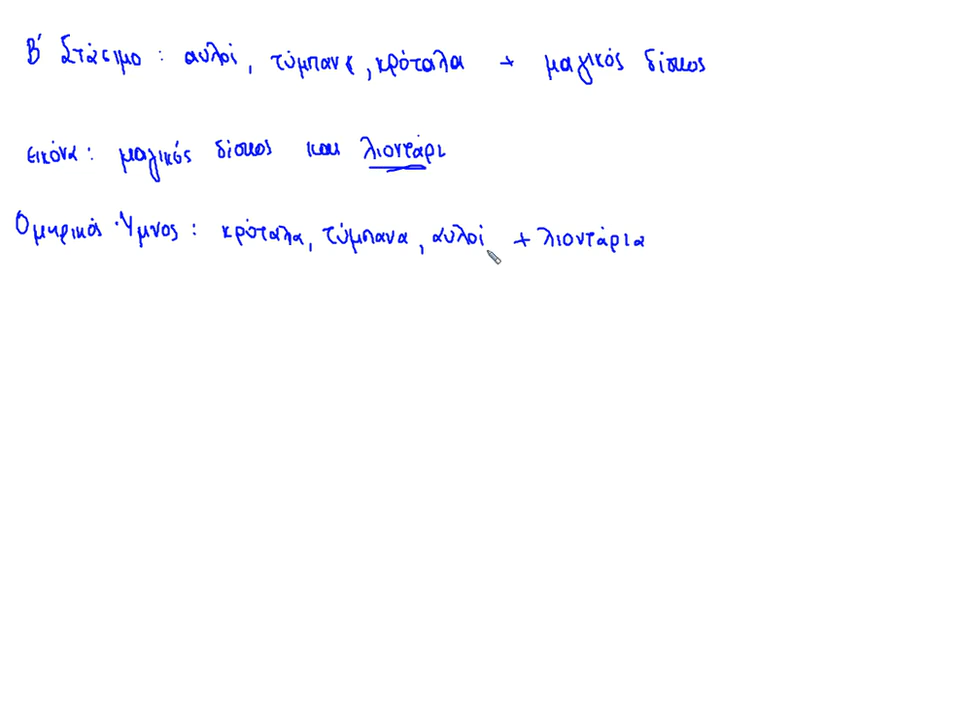 Β' Στάσιμο : αυλοί, τύμπανα, κρόταλα + μαγικός δίσκος
εικόνα : μαγικός δίσκος και λιοντάρι
Ομηρικός Ύμνος : κρόταλα, τύμπανα, αυλοί + λιοντάρια